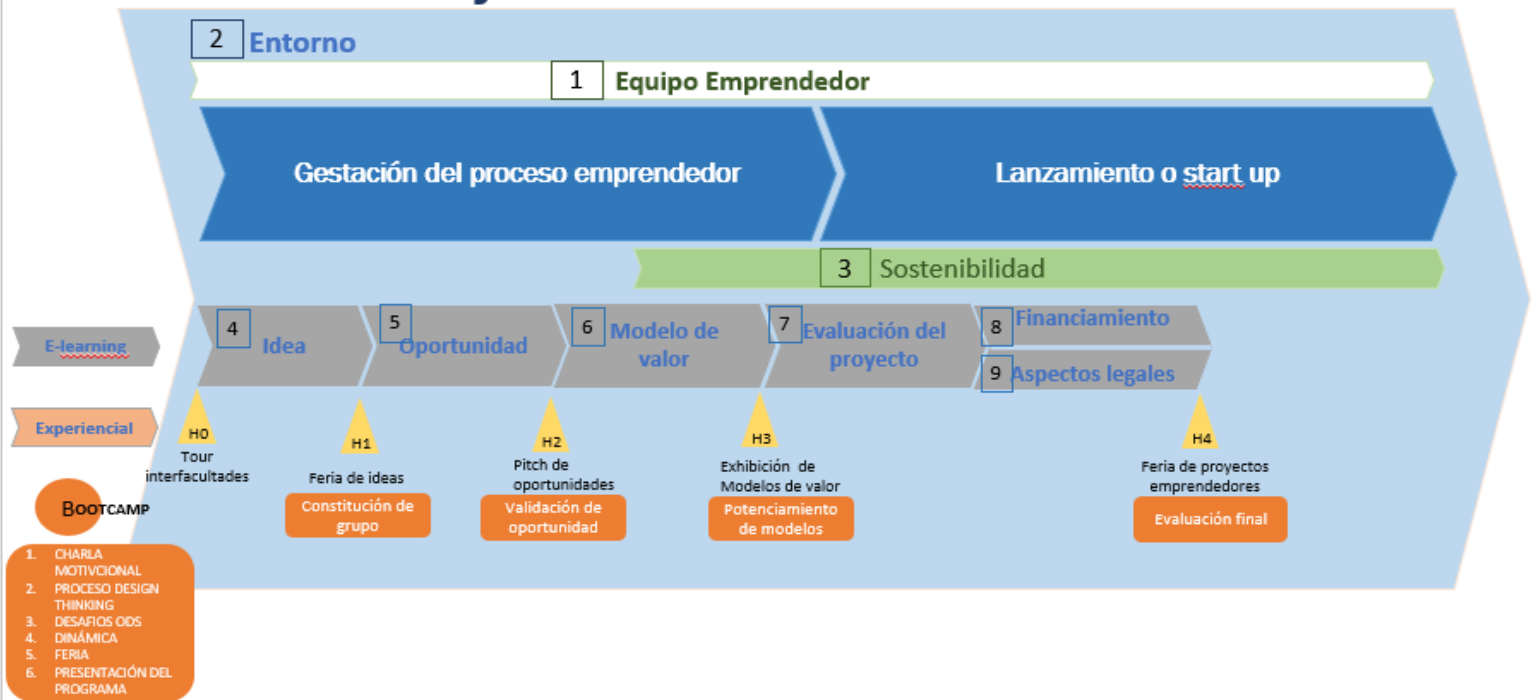 2 Entorno
1 Equipo Emprendedor
Gestación del proceso emprendedor
Lanzamiento o start up
3 Sostenibilidad
E-learning
4 Idea
5 Oportunidad
6 Modelo de
valor
7 Evaluación del
proyecto
8 Financiamiento
9 Aspectos legales
Experiencial
H0
Tour
interfacultades
H1
Feria de ideas
Constitución de
grupo
H2
Pitch de
oportunidades
Validación de
oportunidad
H3
Exhibición de
Modelos de valor
Potenciamiento
de modelos
H4
Feria de proyectos
emprendedores
Evaluación final
BOOTCAMP
1. CHARLA
MOTIVCIONAL
2. PROCESO DESIGN
THINKING
3. DESAFIOS ODS
4. DINÁMICA
5. FERIA
6. PRESENTACIÓN DEL
PROGRAMA